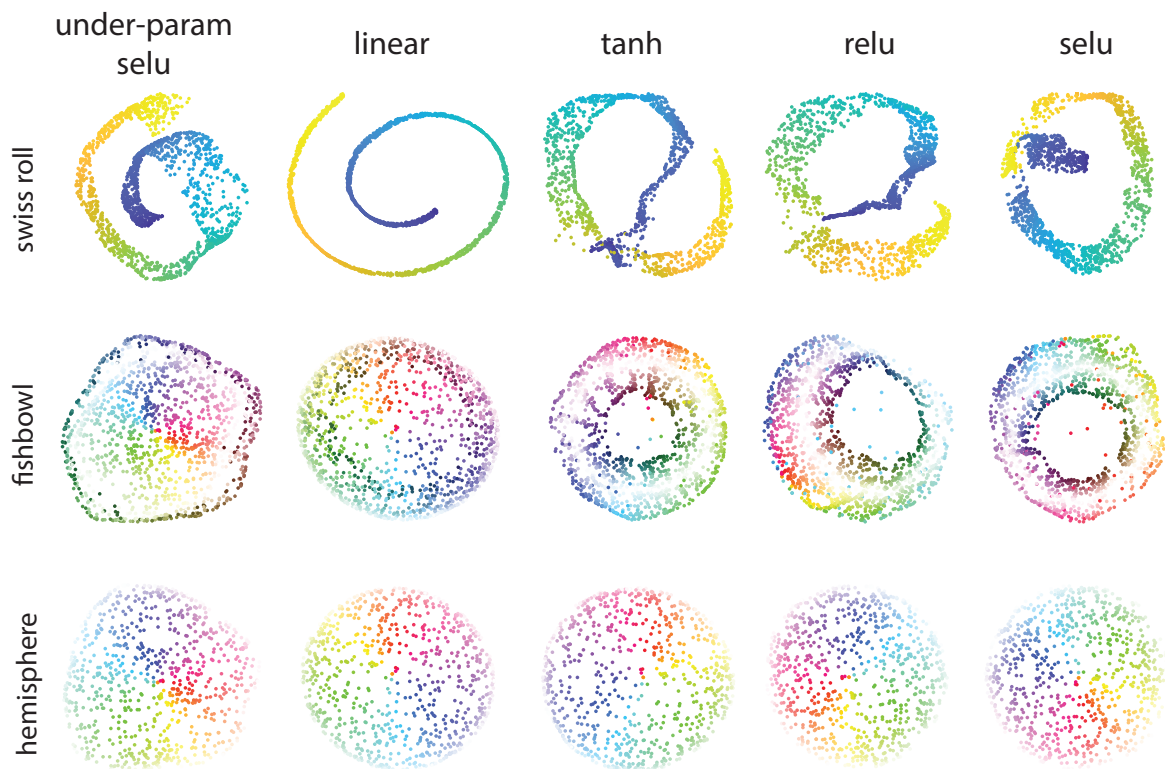 under-param
selu
linear
tanh
relu
selu
swiss roll
fishbowl
hemisphere